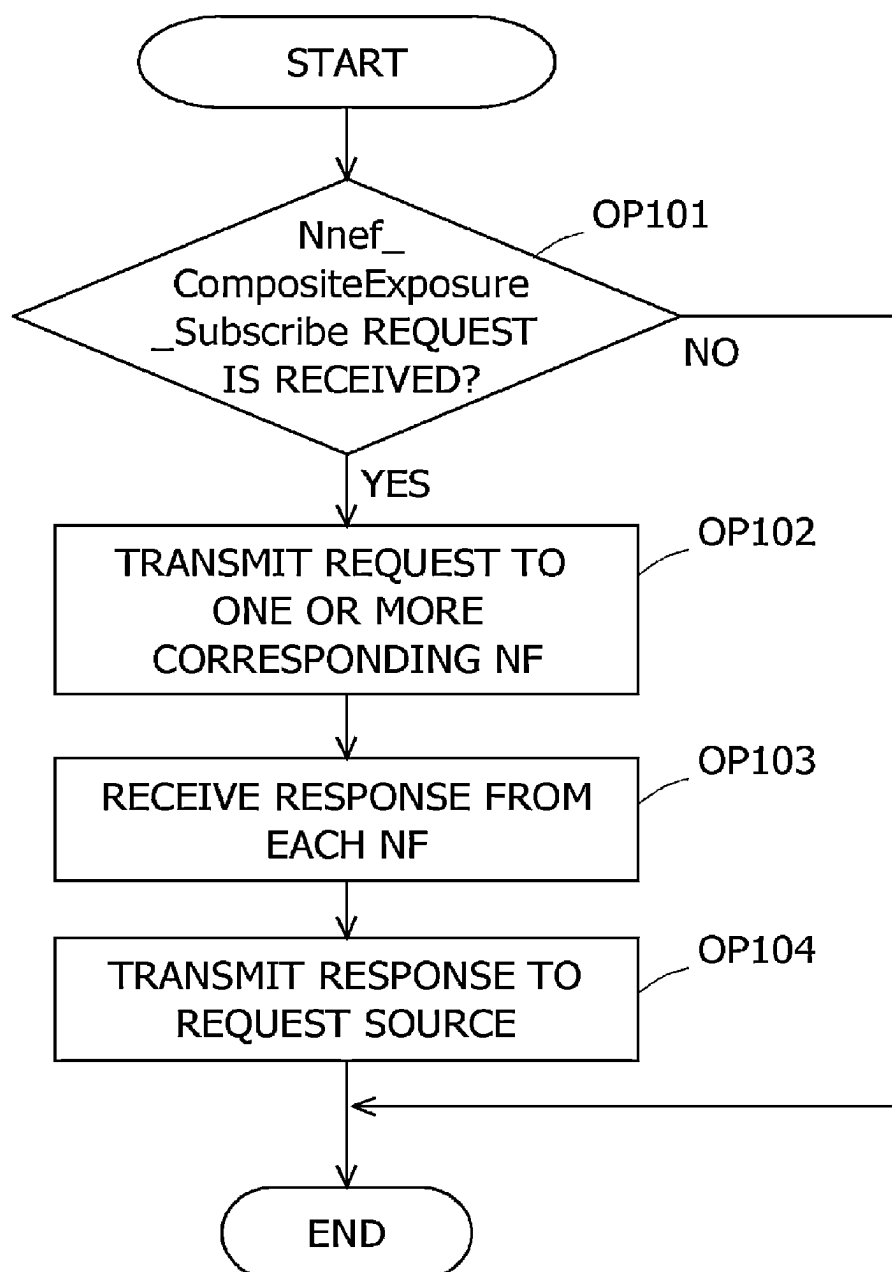 START
OP101
Nnef_
CompositeExposure
_Subscribe REQUEST
IS RECEIVED?
NO
YES
OP102
TRANSMIT REQUEST TO
ONE OR MORE
CORRESPONDING NF
OP103
RECEIVE RESPONSE FROM
EACH NF
OP104
TRANSMIT RESPONSE TO
REQUEST SOURCE
END